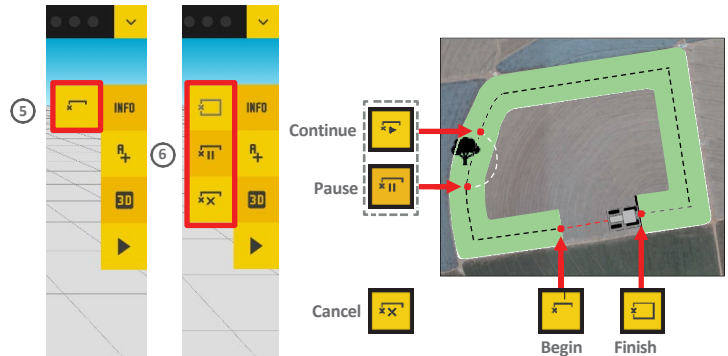 5
INFO
A
+
3D
6
INFO
A
+
3D
Continue
Pause
Cancel
Begin
Finish